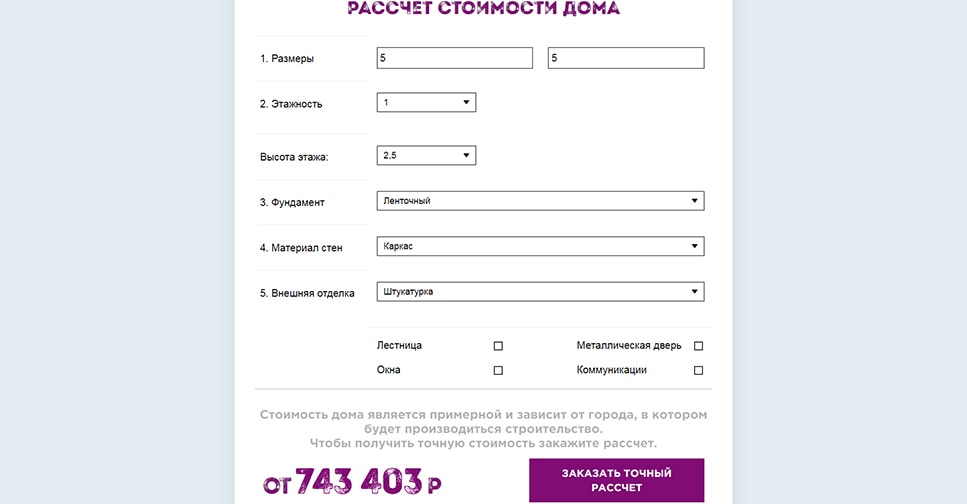 РАССЧЕТ СТОИМОСТИ ДОМА
1. Размеры 5 5
2. Этажность 1
Высота этажа: 2,5
3. Фундамент Ленточный
4. Материал стен Каркас
5. Внешняя отделка Штукатурка
Лестница Металлическая дверь
Окна Коммуникации
Стоимость дома является примерной и зависит от города, в котором
будет производиться строительство.
Чтобы получить точную стоимость закажите рассчет.
от 743 403 р
ЗАКАЗАТЬ ТОЧНЫЙ
РАССЧЕТ